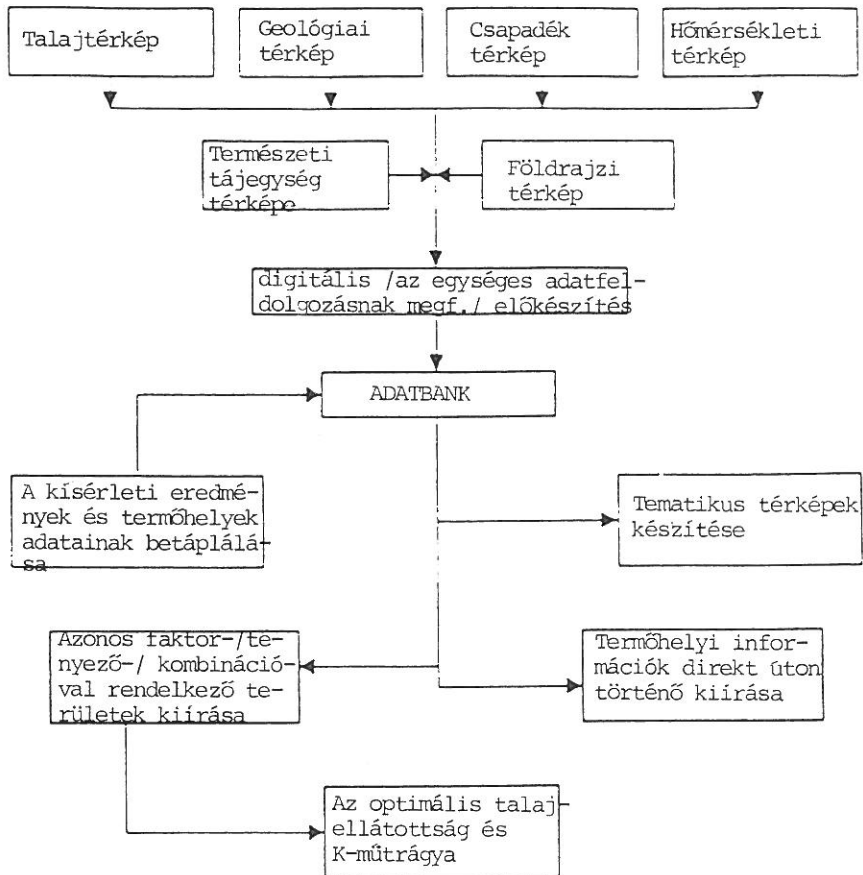 Talajtérkép
Geológiai
térkép
Csapadék
térkép
Hőmérsékleti
térkép
Természeti
tájegység
térképe
Földrajzi
térkép
digitális /az egységes adatfel-
dolgozásnak megf./ előkészítés
ADATBANK
A kísérleti eredmé-
nyek és termőhelyek
adatainak betáplálá-
sa
Tematikus térképek
készítése
Azonos faktor-/té-
nyező-/ kombináció-
val rendelkező te-
rületek kiírása
Termőhelyi infor-
mációk direkt úton
történő kiírása
Az optimális talaj-
ellátottság és
K-műtrágya